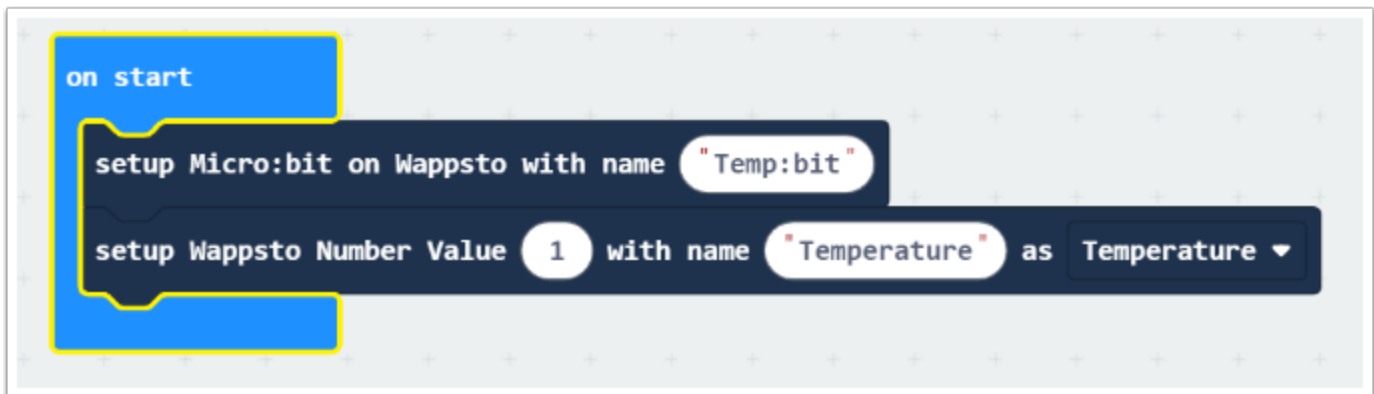 on start
setup Micro:bit on Wappsto with name "Temp:bit"
setup Wappsto Number Value 1 with name "Temperature" as Temperature